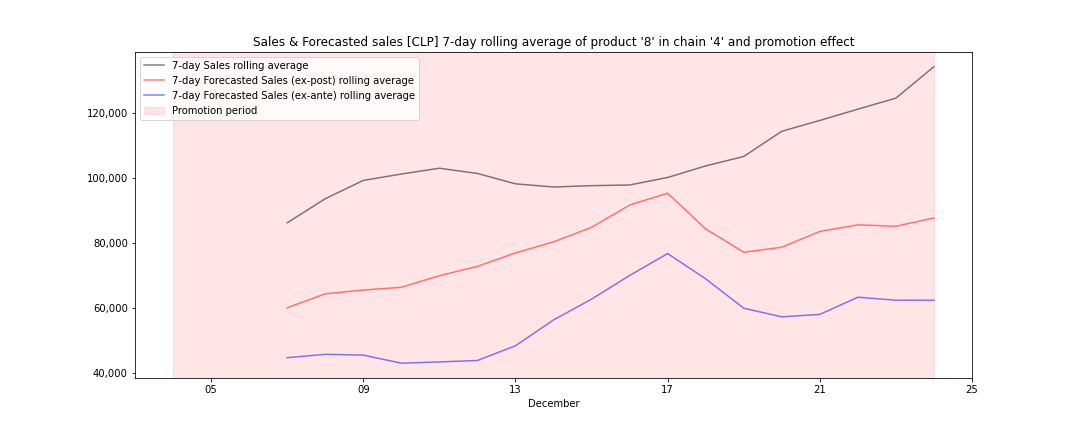 Sales & Forecasted sales [CLP] 7-day rolling average of product '8' in chain '4' and promotion effect
7-day Sales rolling average
7-day Forecasted Sales (ex-post) rolling average
7-day Forecasted Sales (ex-ante) rolling average
Promotion period
120,000
100,000
80,000
60,000
40,000
05 09 13 17 21 25
December